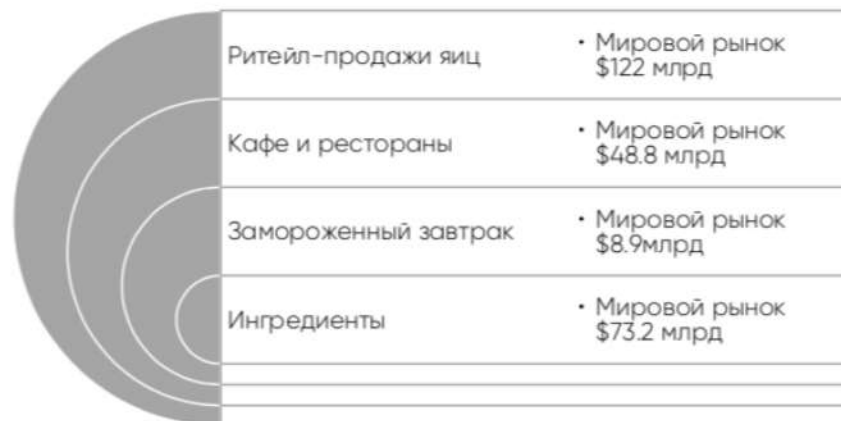 Ритейл-продажи яиц
• Мировой рынок
$122 млрд
Кафе и рестораны
• Мировой рынок
$48.8 млрд
Замороженный завтрак
• Мировой рынок
$8.9млрд
Ингредиенты
• Мировой рынок
$73.2 млрд